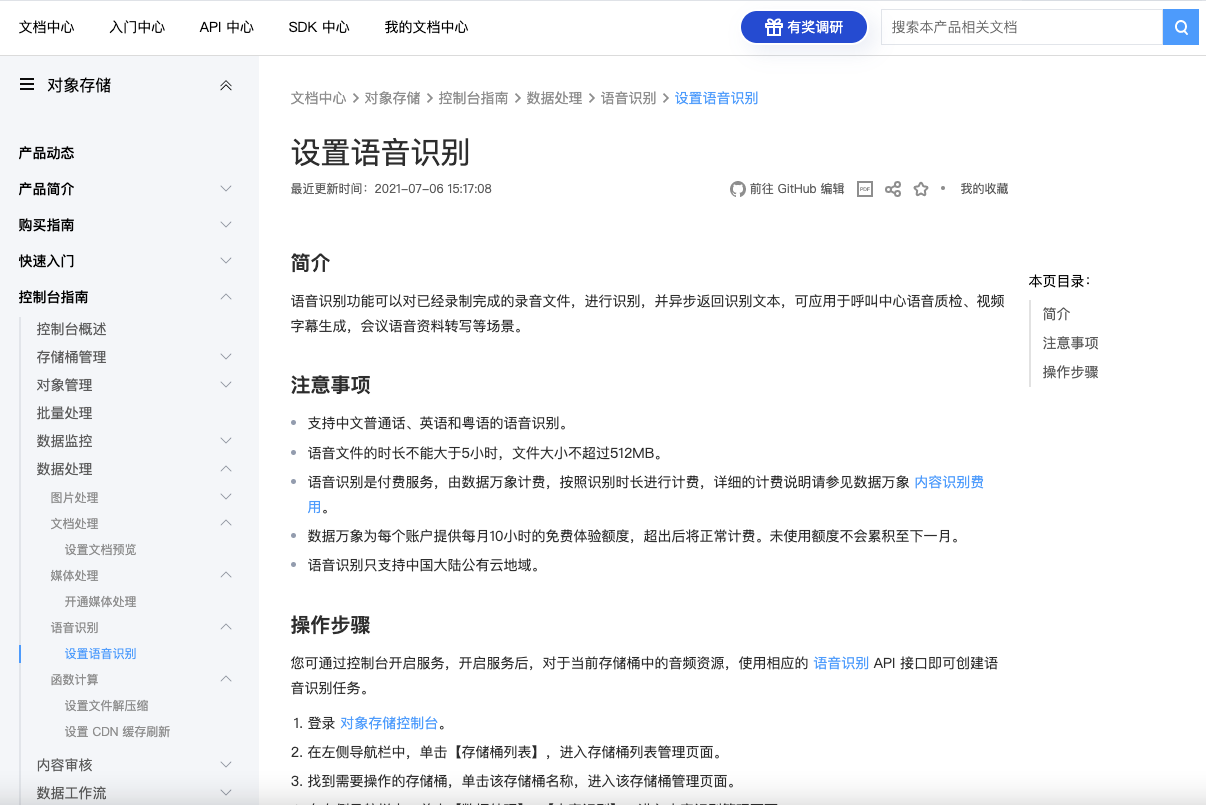 文档中心 入门中心 API 中心 SDK 中心 我的文档中心 有奖调研 搜索本产品相关文档
对象存储
产品动态
产品简介
购买指南
快速入门
控制台指南
控制台概述
存储桶管理
对象管理
批量处理
数据监控
数据处理
图片处理
文档处理
设置文档预览
媒体处理
开通媒体处理
语音识别
设置语音识别
函数计算
设置文件解压缩
设置 CDN 缓存刷新
内容审核
数据工作流
文档中心 > 对象存储 > 控制台指南 > 数据处理 > 语音识别 > 设置语音识别
设置语音识别
最近更新时间：2021-07-06 15:17:08
前往 GitHub 编辑 PDF • 我的收藏
简介
语音识别功能可以对已经录制完成的录音文件，进行识别，并异步返回识别文本，可应用于呼叫中心语音质检、视频
字幕生成，会议语音资料转写等场景。
注意事项
• 支持中文普通话、英语和粤语的语音识别。
• 语音文件的时长不能大于5小时，文件大小不超过512MB。
• 语音识别是付费服务，由数据万象计费，按照识别时长进行计费，详细的计费说明请参见数据万象 内容识别费
用。
• 数据万象为每个账户提供每月10小时的免费体验额度，超出后将正常计费。未使用额度不会累积至下一月。
• 语音识别只支持中国大陆公有云地域。
操作步骤
您可通过控制台开启服务，开启服务后，对于当前存储桶中的音频资源，使用相应的 语音识别 API 接口即可创建语
音识别任务。
1. 登录 对象存储控制台。
2. 在左侧导航栏中，单击【存储桶列表】，进入存储桶列表管理页面。
3. 找到需要操作的存储桶，单击该存储桶名称，进入该存储桶管理页面。
本页目录：
简介
注意事项
操作步骤